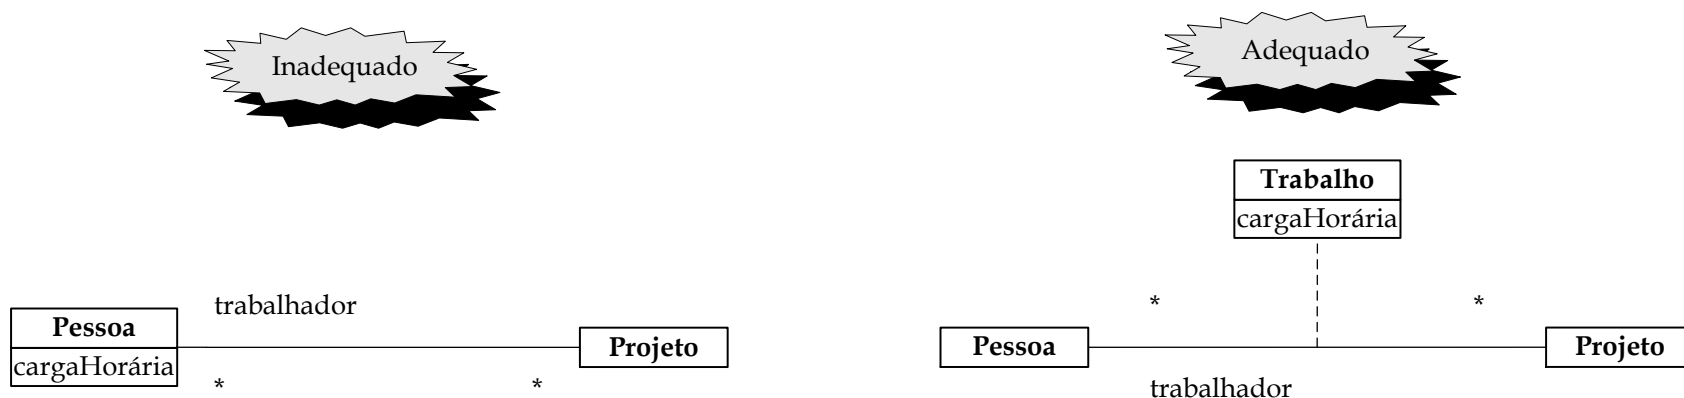 Inadequado
Adequado
Trabalho
cargaHorária
trabalhador
Pessoa
cargaHorária
Projeto
*
*
*
*
Pessoa
Projeto
trabalhador